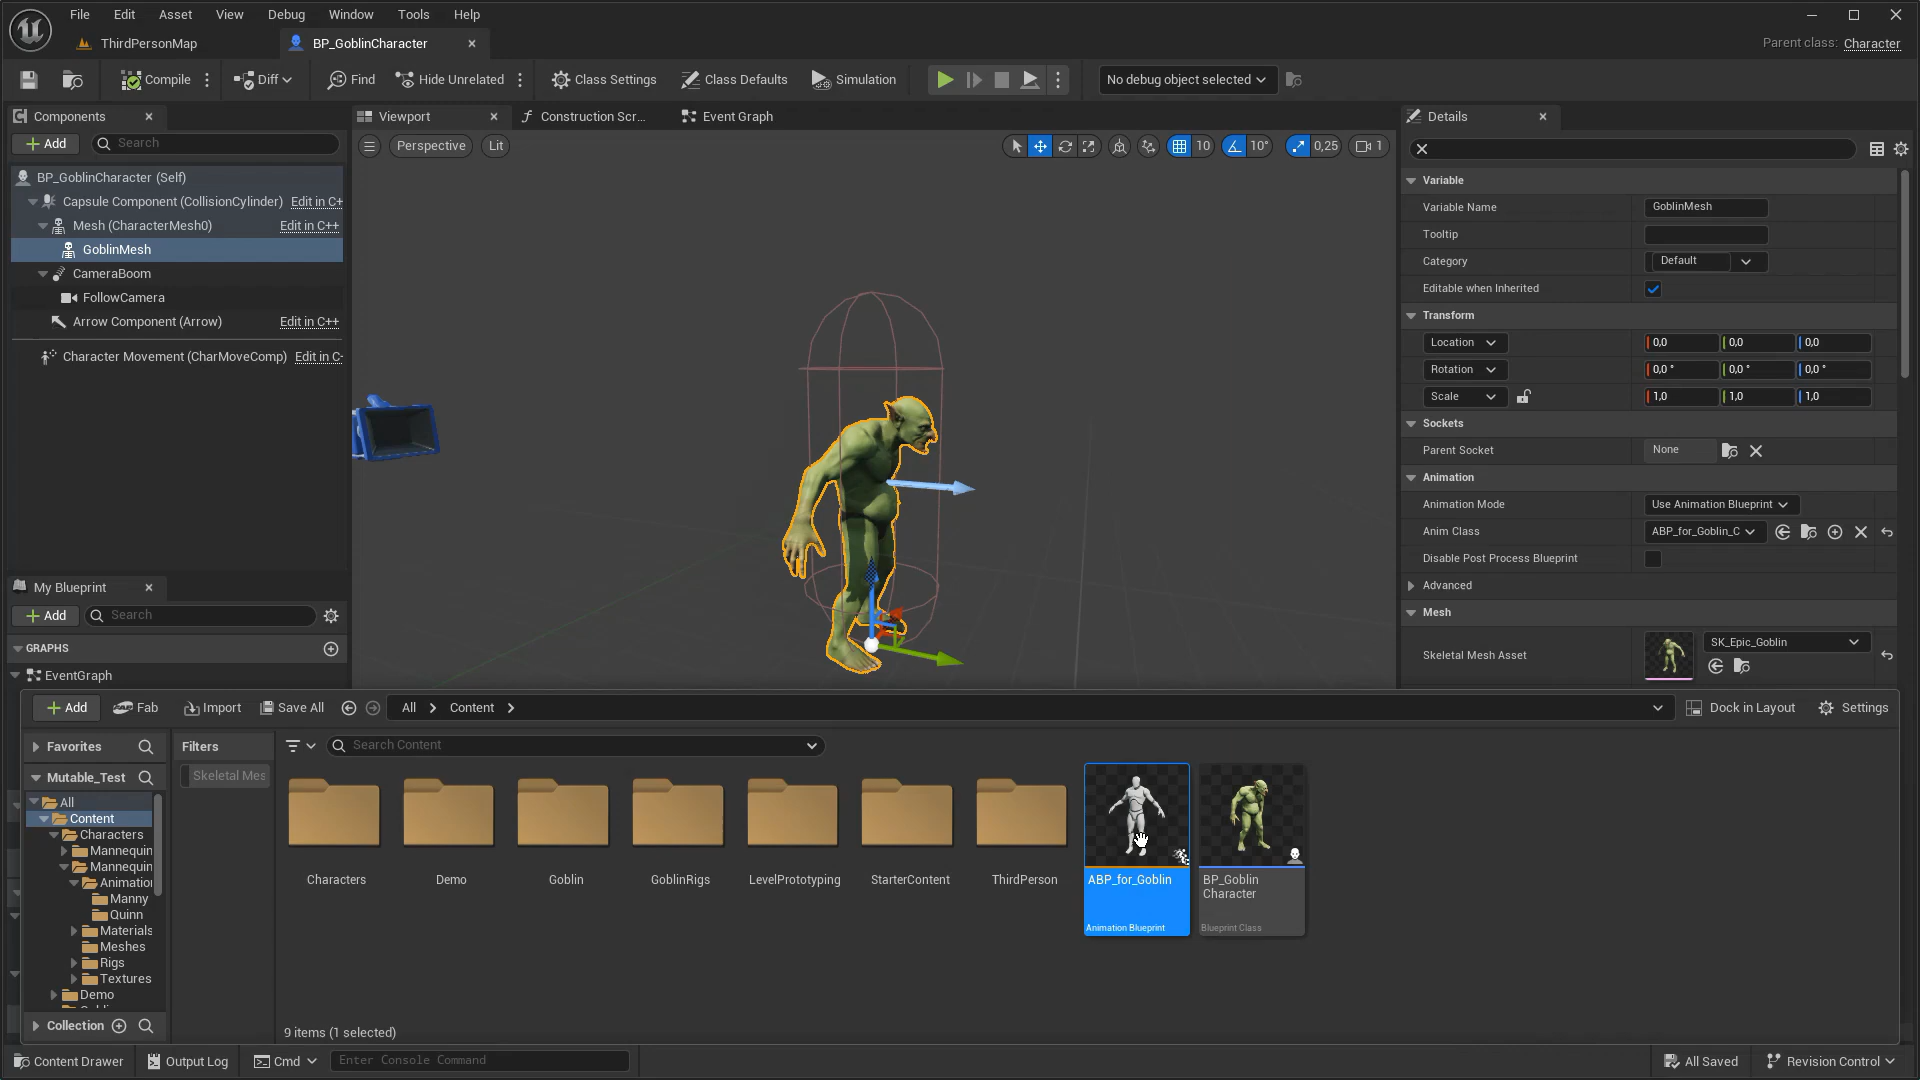 File Edit Asset View Debug Window Tools Help
ThirdPersonMap
BP_GoblinCharacter
Parent class: Character
Compile
Diff
Find
Hide Unrelated
Class Settings
Class Defaults
Simulation
No debug object selected
Components
Viewport
Construction Scr...
Event Graph
Details
Add
Search
Perspective
Lit
10
10°
0,25
1
BP_GoblinCharacter (Self)
Capsule Component (CollisionCylinder) Edit in C+
Mesh (CharacterMesh0) Edit in C++
GoblinMesh
CameraBoom
FollowCamera
Arrow Component (Arrow) Edit in C++
Character Movement (CharMoveComp) Edit in C
My Blueprint
Add
Search
GRAPHS
EventGraph
Variable
Variable Name GoblinMesh
Tooltip
Category Default
Editable when Inherited
Transform
Location 0,0 0,0 0,0
Rotation 0,0 ° 0,0 ° 0,0 °
Scale 1,0 1,0 1,0
Sockets
Parent Socket None
Animation
Animation Mode Use Animation Blueprint
Anim Class ABP_for_Goblin_C
Disable Post Process Blueprint
Advanced
Mesh
Skeletal Mesh Asset SK_Epic_Goblin
Add
Fab
Import
Save All
All
Content
Dock in Layout
Settings
Favorites
Filters
Search Content
Mutable_Test
Skeletal Mes
All
Content
Characters
Mannequin
Mannequin
Animation
Manny
Quinn
Materials
Meshes
Rigs
Textures
Demo
Collection
Characters
Demo
Goblin
GoblinRigs
LevelPrototyping
StarterContent
ThirdPerson
ABP_for_Goblin
Animation Blueprint
BP_Goblin
Character
Blueprint Class
9 items (1 selected)
Content Drawer
Output Log
Cmd
Enter Console Command
All Saved
Revision Control